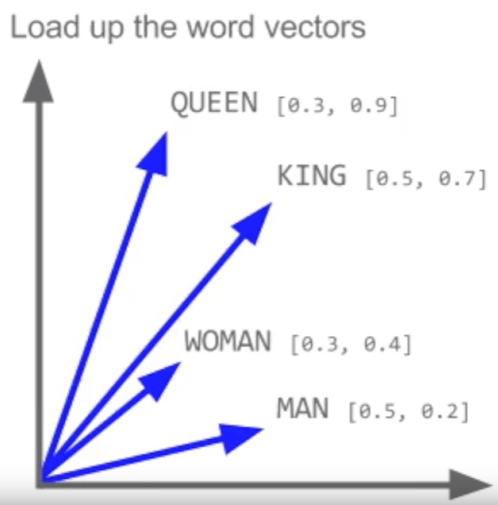 Load up the word vectors
QUEEN [0.3, 0.9]
KING [0.5, 0.7]
WOMAN [0.3, 0.4]
MAN [0.5, 0.2]